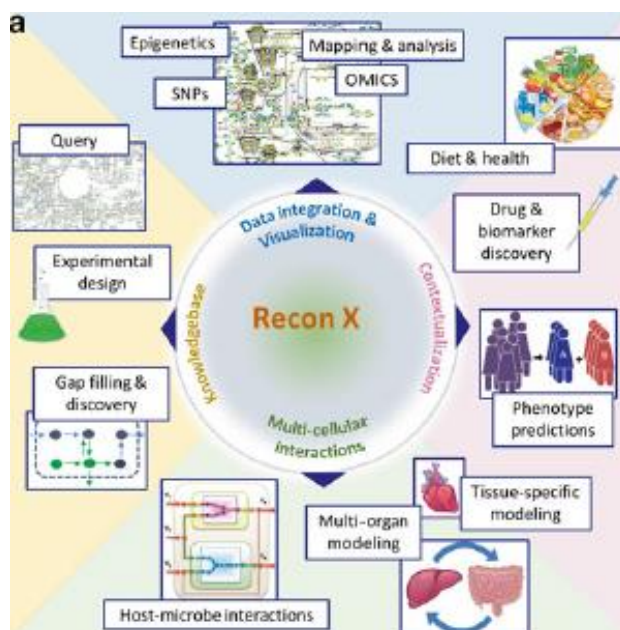 a
Epigenetics
Mapping & analysis
SNPs
OMICS
Query
Diet & health
Data integration &
Visualization
Drug &
biomarker
discovery
Experimental
design
Knowledgebase
Recon X
Contextualization
Gap filling &
discovery
Phenotype
predictions
Multi-cellular
interactions
Tissue-specific
modeling
Multi-organ
modeling
Host-microbe interactions